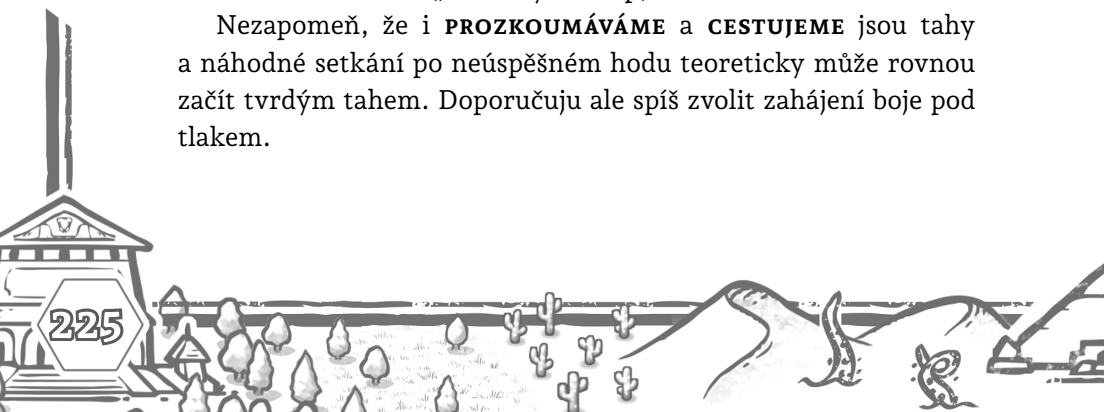 Nezapomeň, že i PROZKOUMÁVÁME a CESTUJEME jsou tahy
a náhodné setkání po neúspěšném hodu teoreticky může rovnou
začít tvrdým tahem. Doporučuju ale spíš zvolit zahájení boje pod
tlakem.
225